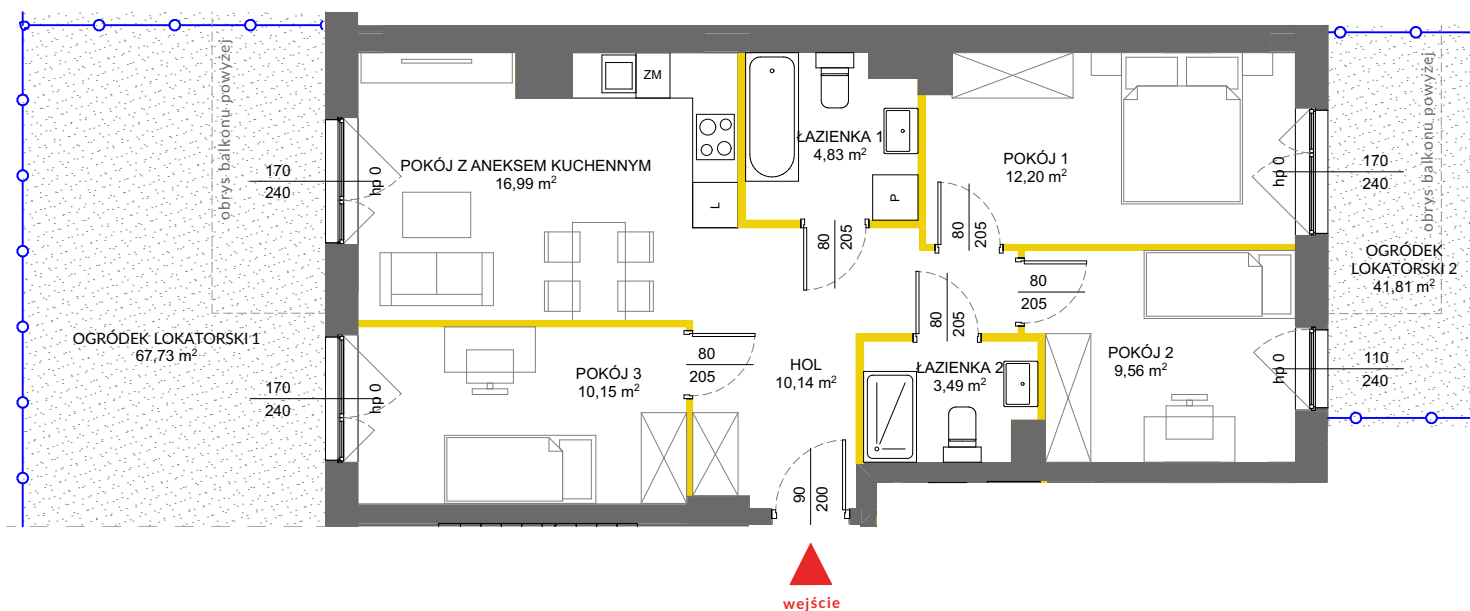 obrys balkonu powyżej
170
240
hp 0
POKÓJ Z ANEKSEM KUCHENNYM
16,99 m²
ZM
L
ŁAZIENKA 1
4,83 m²
P
80
205
POKÓJ 1
12,20 m²
80
205
hp 0
170
240
obrys balkonu powyżej
OGRÓDEK
LOKATORSKI 2
41,81 m²
80
205
80
205
OGRÓDEK LOKATORSKI 1
67,73 m²
170
240
hp 0
POKÓJ 3
10,15 m²
80
205
HOL
10,14 m²
ŁAZIENKA 2
3,49 m²
POKÓJ 2
9,56 m²
hp 0
110
240
90
200
wejście